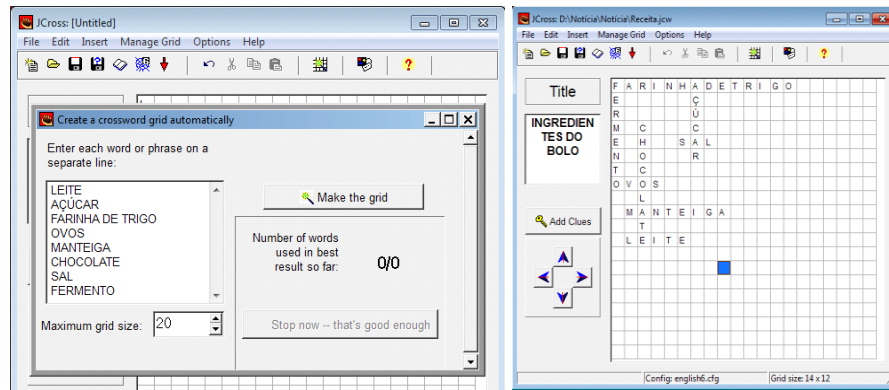 JCross: [Untitled]
File Edit Insert Manage Grid Options Help
Create a crossword grid automatically
Enter each word or phrase on a
separate line:
LEITE
AÇÚCAR
FARINHA DE TRIGO
OVOS
MANTEIGA
CHOCOLATE
SAL
FERMENTO
Maximum grid size: 20
Make the grid
Number of words
used in best
result so far: 0/0
Stop now -- that's good enough
JCross: D:\Notícia\Notícia\Receita.jcw
File Edit Insert Manage Grid Options Help
Title
INGREDIEN
TES DO
BOLO
Add Clues
F A R I N H A D E T R I G O
E Ç
R Ú
M C C
E H S A L
N O R
T C
O V O S
L
M A N T E I G A
T
L E I T E
Config: english6.cfg
Grid size: 14 x 12